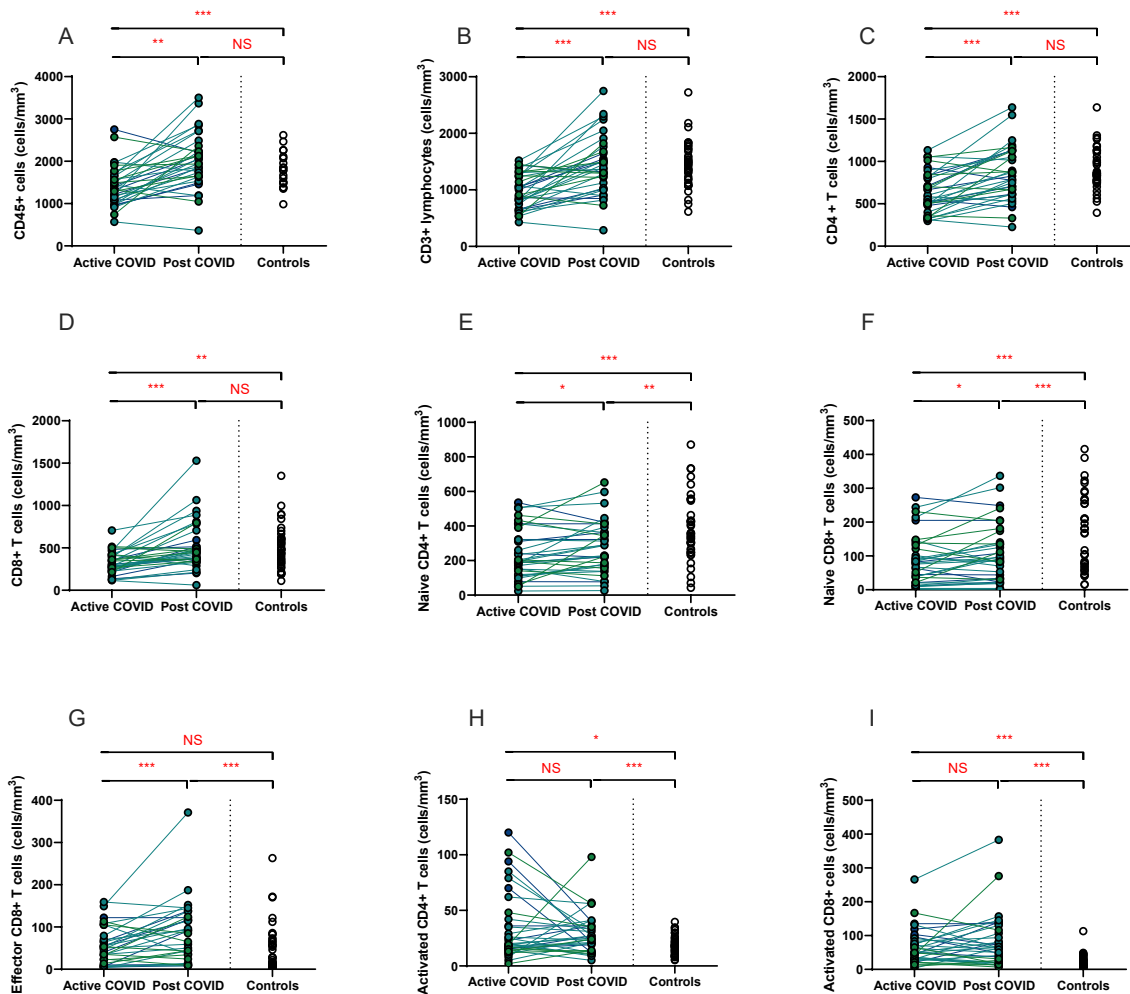 A
***
**
NS
CD45+ cells (cells/mm³)
4000
3000
2000
1000
0
Active COVID
Post COVID
Controls
B
***
***
NS
CD3+ lymphocytes (cells/mm³)
3000
2000
1000
0
Active COVID
Post COVID
Controls
C
***
***
NS
CD4 + T cells (cells/mm³)
2000
1500
1000
500
0
Active COVID
Post COVID
Controls
D
**
***
NS
CD8+ T cells (cells/mm³)
2000
1500
1000
500
0
Active COVID
Post COVID
Controls
E
***
*
**
Naive CD4+ T cells (cells/mm³)
1000
800
600
400
200
0
Active COVID
Post COVID
Controls
F
***
*
***
Naive CD8+ T cells (cells/mm³)
500
400
300
200
100
0
Active COVID
Post COVID
Controls
G
NS
***
***
Effector CD8+ T cells (cells/mm³)
400
300
200
100
0
Active COVID
Post COVID
Controls
H
*
NS
***
Activated CD4+ T cells (cells/mm³)
150
100
50
0
Active COVID
Post COVID
Controls
I
***
NS
***
Activated CD8+ cells (cells/mm³)
500
400
300
200
100
0
Active COVID
Post COVID
Controls